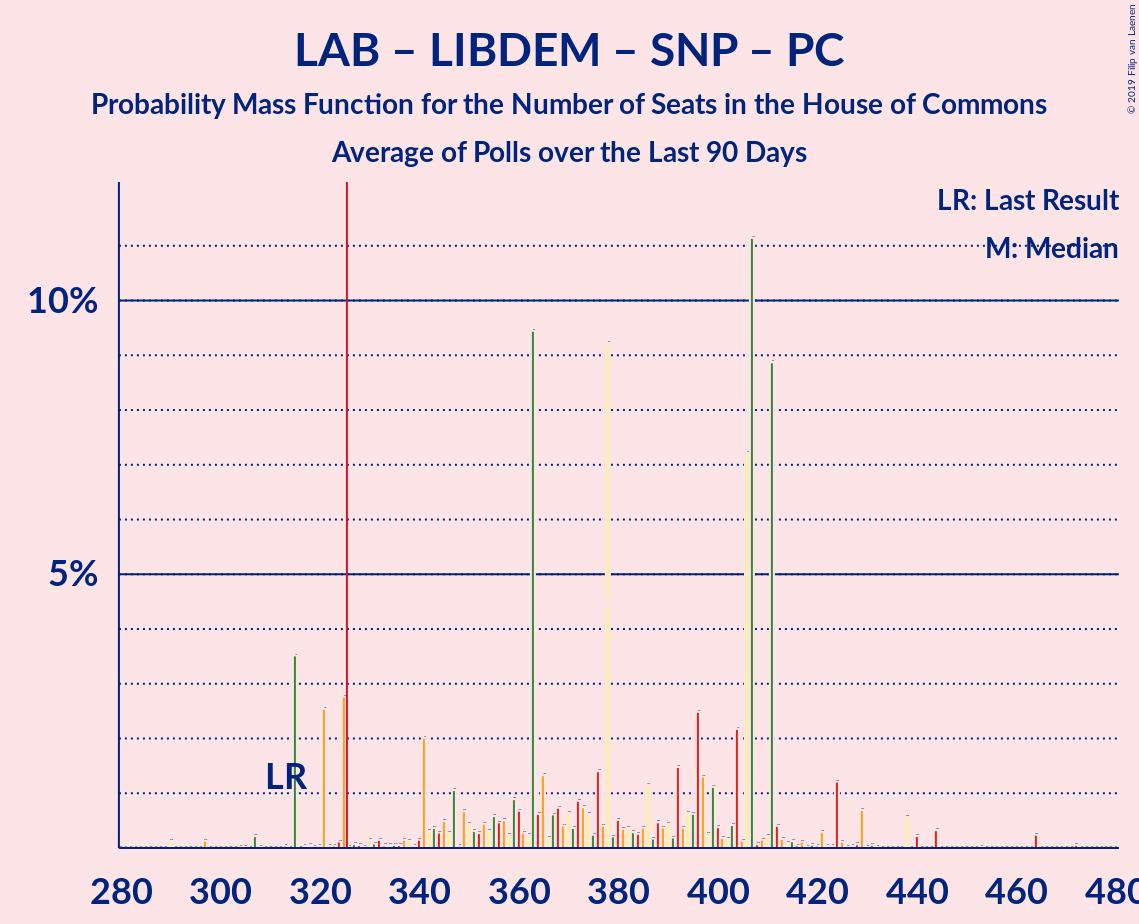 LAB – LIBDEM – SNP – PC
Probability Mass Function for the Number of Seats in the House of Commons
Average of Polls over the Last 90 Days
© 2019 Filip van Laenen
LR: Last Result
M: Median
10%
5%
LR
280 300 320 340 360 380 400 420 440 460 480